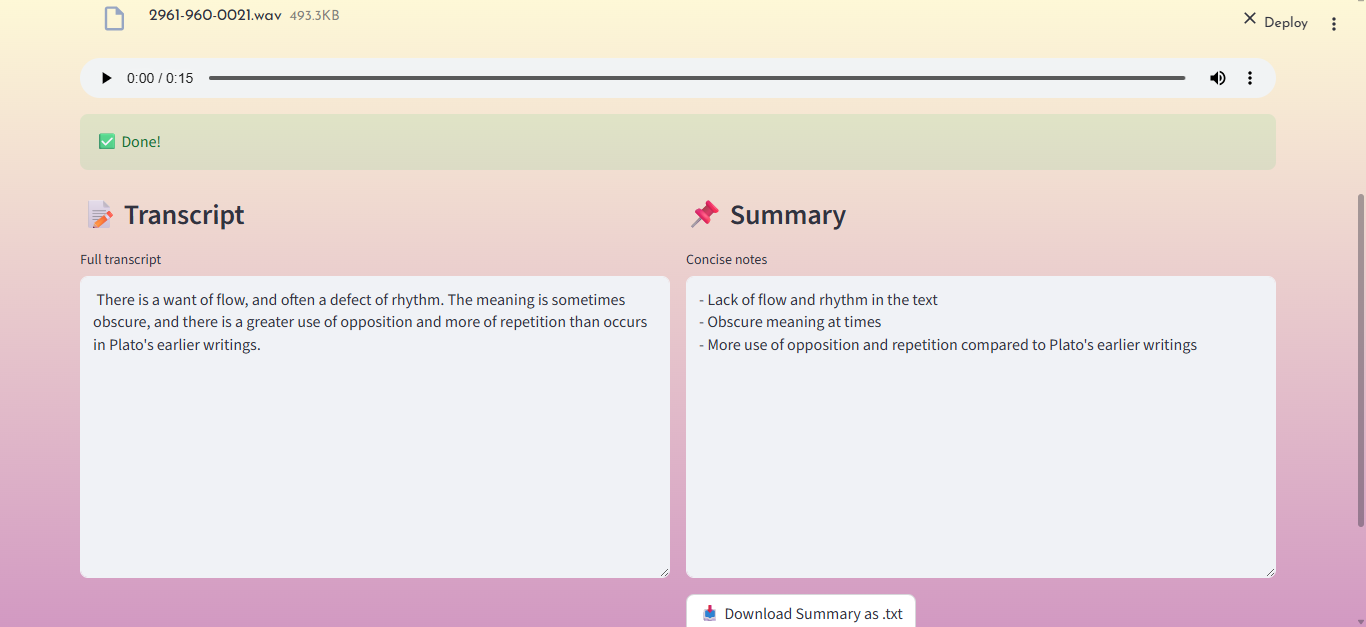 2961-960-0021.wav 493.3KB
Deploy
0:00 / 0:15
Done!
Transcript
Full transcript
There is a want of flow, and often a defect of rhythm. The meaning is sometimes
obscure, and there is a greater use of opposition and more of repetition than occurs
in Plato's earlier writings.
Summary
Concise notes
- Lack of flow and rhythm in the text
- Obscure meaning at times
- More use of opposition and repetition compared to Plato's earlier writings
Download Summary as .txt